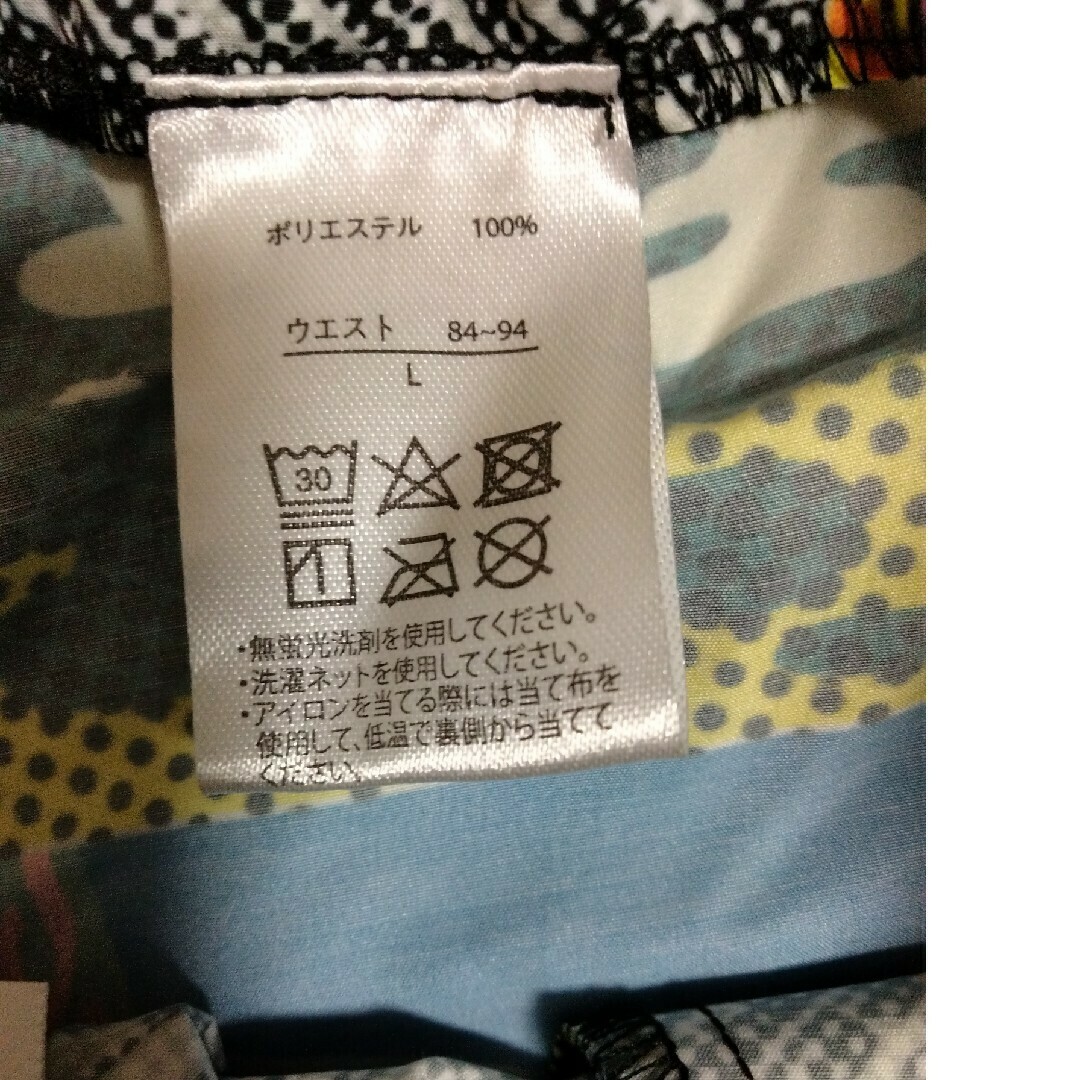 ポリエステル 100%
ウエスト 84~94
L
30
・無蛍光洗剤を使用してください。
・洗濯ネットを使用してください。
・アイロンを当てる際には当て布を
使用して、低温で裏側から当てて
ください。